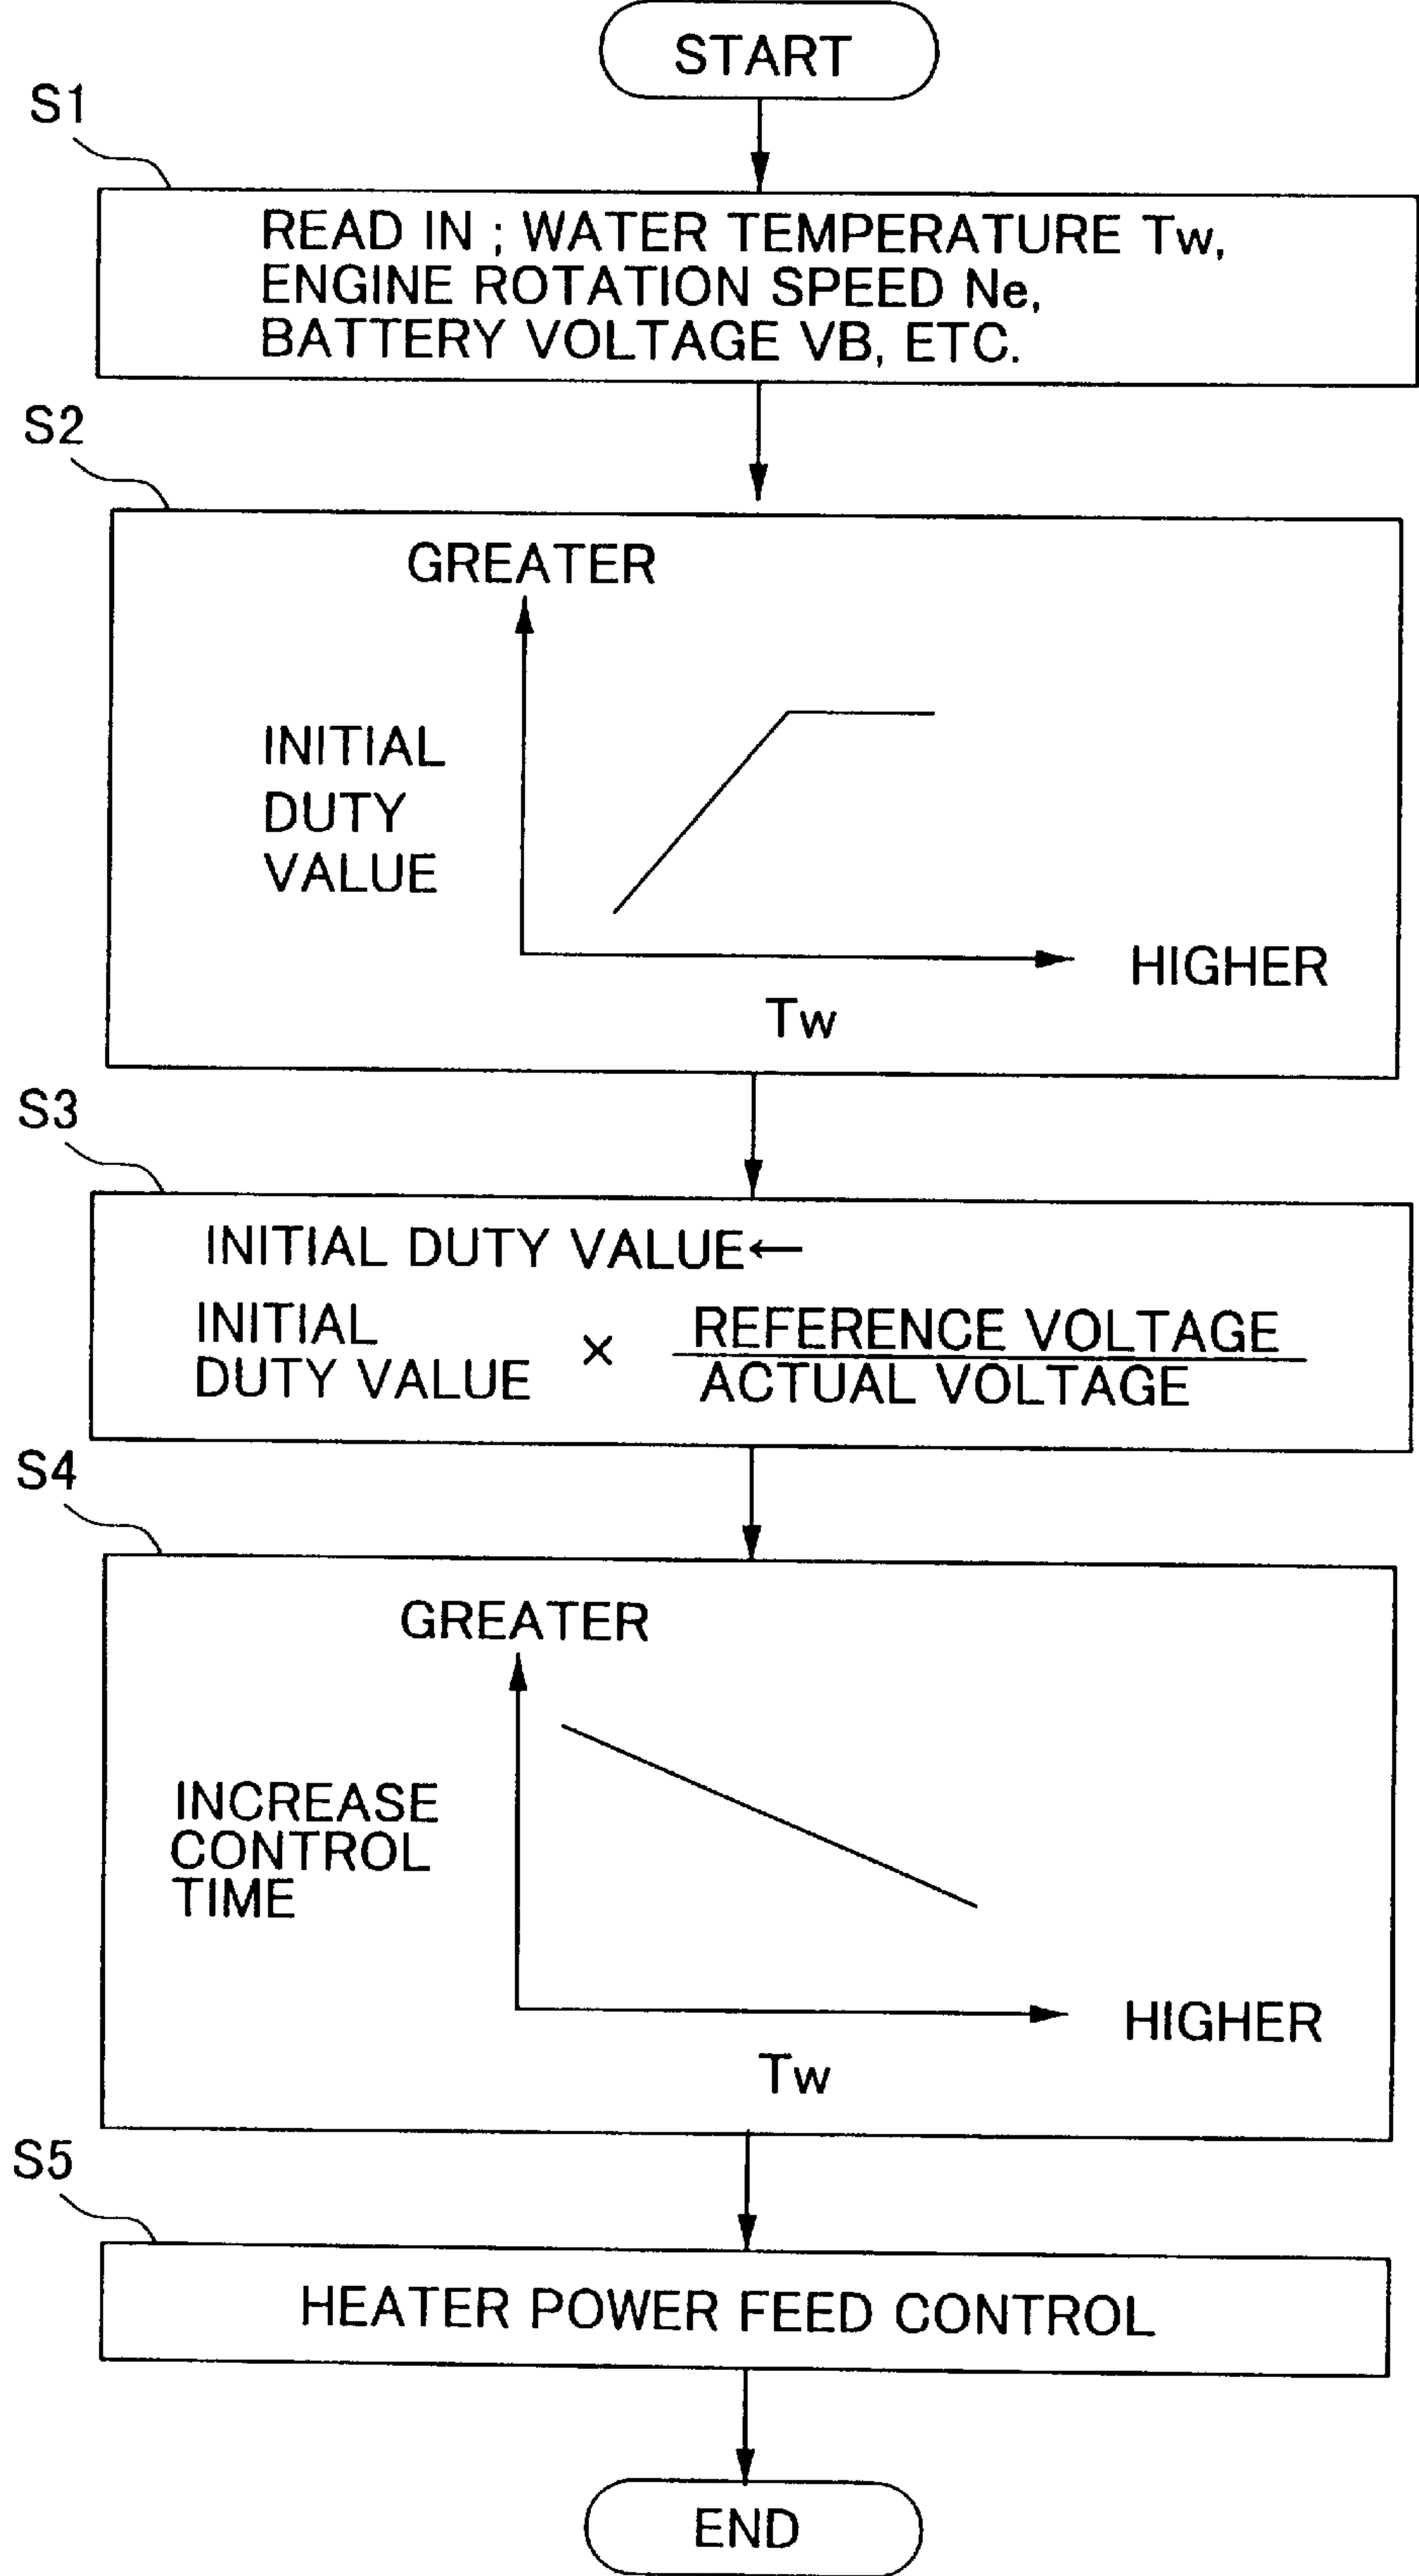 START
S1
READ IN ; WATER TEMPERATURE Tw,
ENGINE ROTATION SPEED Ne,
BATTERY VOLTAGE VB, ETC.
S2
GREATER
INITIAL
DUTY
VALUE
HIGHER
Tw
S3
INITIAL DUTY VALUE←
INITIAL
DUTY VALUE
×
REFERENCE VOLTAGE
ACTUAL VOLTAGE
S4
GREATER
INCREASE
CONTROL
TIME
HIGHER
Tw
S5
HEATER POWER FEED CONTROL
END